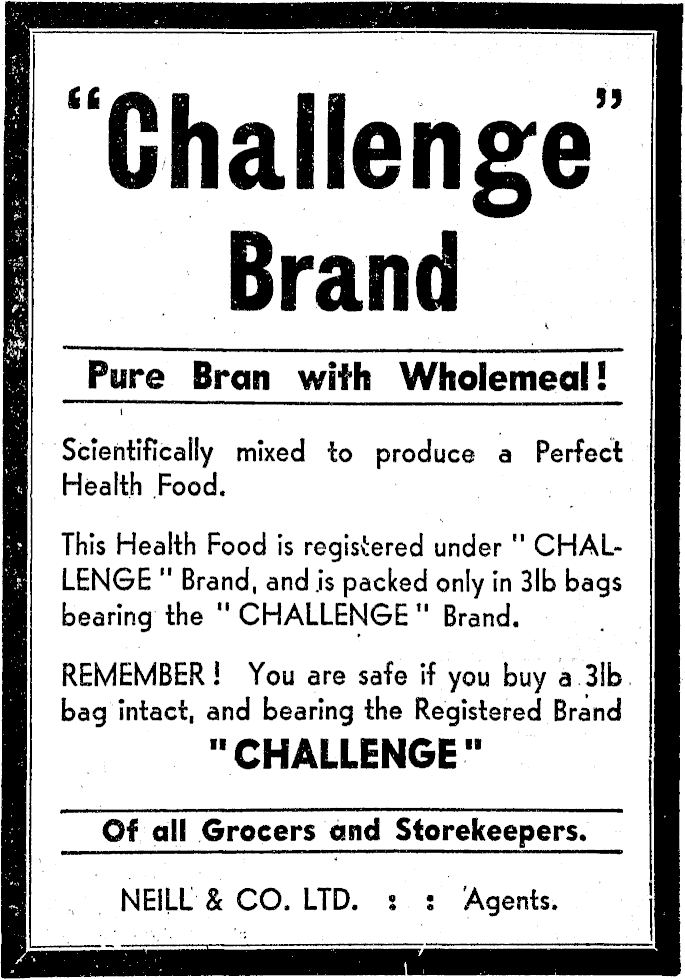 “Challenge”
Brand
Pure Bran with Wholemeal!
Scientifically mixed to produce a Perfect
Health Food.
This Health Food is registered under " CHAL-
LENGE " Brand, and is packed only in 3lb bags
bearing the " CHALLENGE " Brand.
REMEMBER! You are safe if you buy a 3lb
bag intact, and bearing the Registered Brand
"CHALLENGE"
Of all Grocers and Storekeepers.
NEILL & CO. LTD. : : Agents.